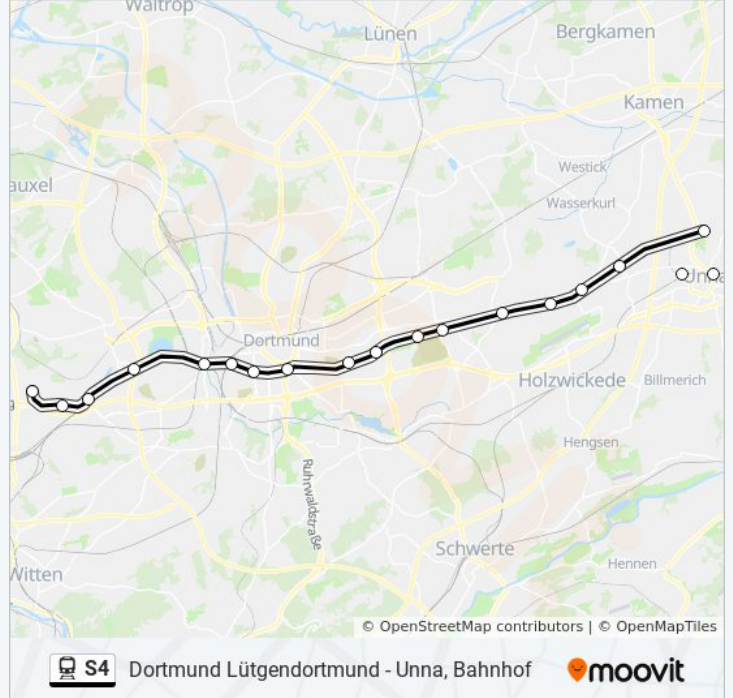 Waltrop
Lünen
Bergkamen
Kamen
auxel
Westick
Wasserkurl
Unna
Dortmund
Holzwickede
Billmerich
g
Hengsen
Ruhrwaldstraße
Schwerte
Hennen
Witten
© OpenStreetMap contributors | © OpenMapTiles
S4 Dortmund Lütgendortmund - Unna, Bahnhof moovit